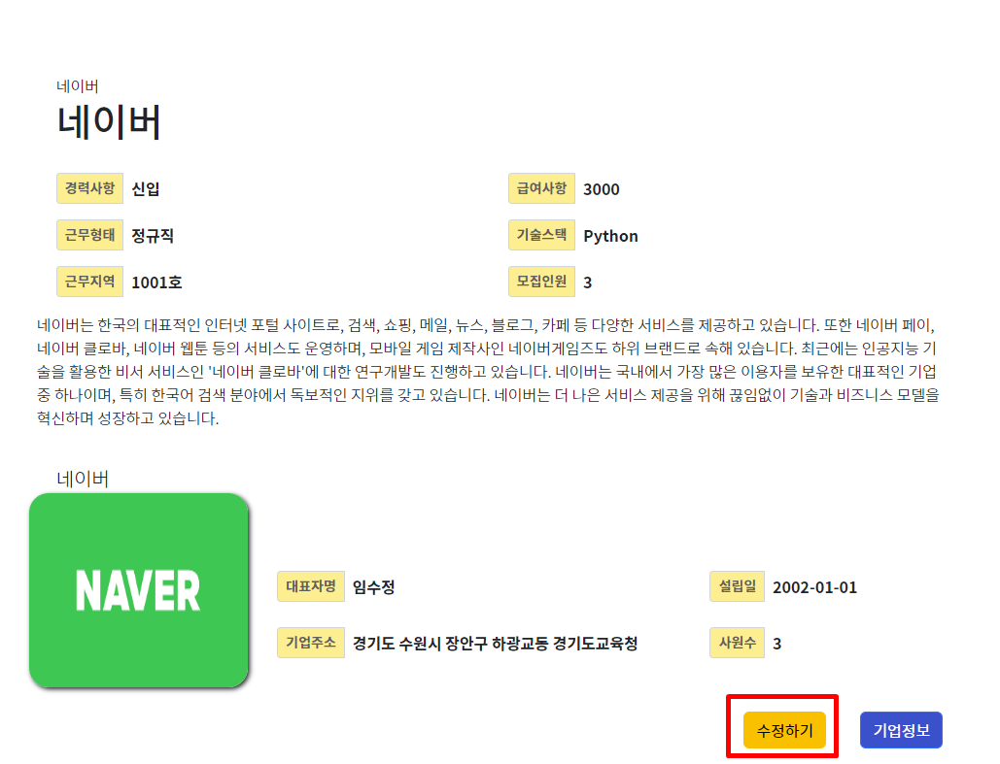 네이버
네이버
경력사항 신입 급여사항 3000
근무형태 정규직 기술스택 Python
근무지역 1001호 모집인원 3
네이버는 한국의 대표적인 인터넷 포털 사이트로, 검색, 쇼핑, 메일, 뉴스, 블로그, 카페 등 다양한 서비스를 제공하고 있습니다. 또한 네이버 페이,
네이버 클로바, 네이버 웹툰 등의 서비스도 운영하며, 모바일 게임 제작사인 네이버게임즈도 하위 브랜드로 속해 있습니다. 최근에는 인공지능 기
술을 활용한 비서 서비스인 '네이버 클로바'에 대한 연구개발도 진행하고 있습니다. 네이버는 국내에서 가장 많은 이용자를 보유한 대표적인 기업
중 하나이며, 특히 한국어 검색 분야에서 독보적인 지위를 갖고 있습니다. 네이버는 더 나은 서비스 제공을 위해 끊임없이 기술과 비즈니스 모델을
혁신하며 성장하고 있습니다.
네이버
NAVER
대표자명 임수정 설립일 2002-01-01
기업주소 경기도 수원시 장안구 하광교동 경기도교육청 사원수 3
수정하기 기업정보